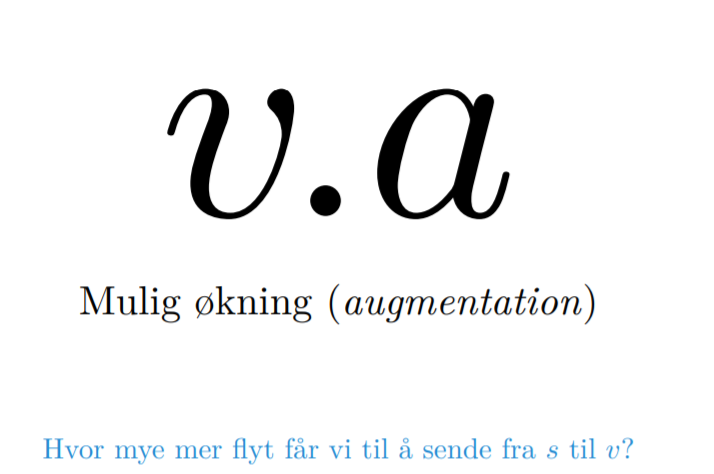 v.a
Mulig økning (augmentation)
Hvor mye mer flyt får vi til å sende fra s til v?